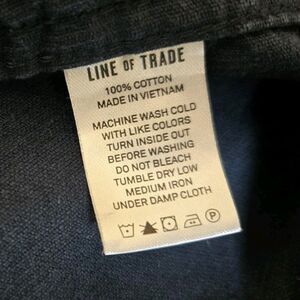 LINE OF TRADE
100% COTTON
MADE IN VIETNAM
MACHINE WASH COLD
WITH LIKE COLORS
TURN INSIDE OUT
BEFORE WASHING
DO NOT BLEACH
TUMBLE DRY LOW
MEDIUM IRON
UNDER DAMP CLOTH
P